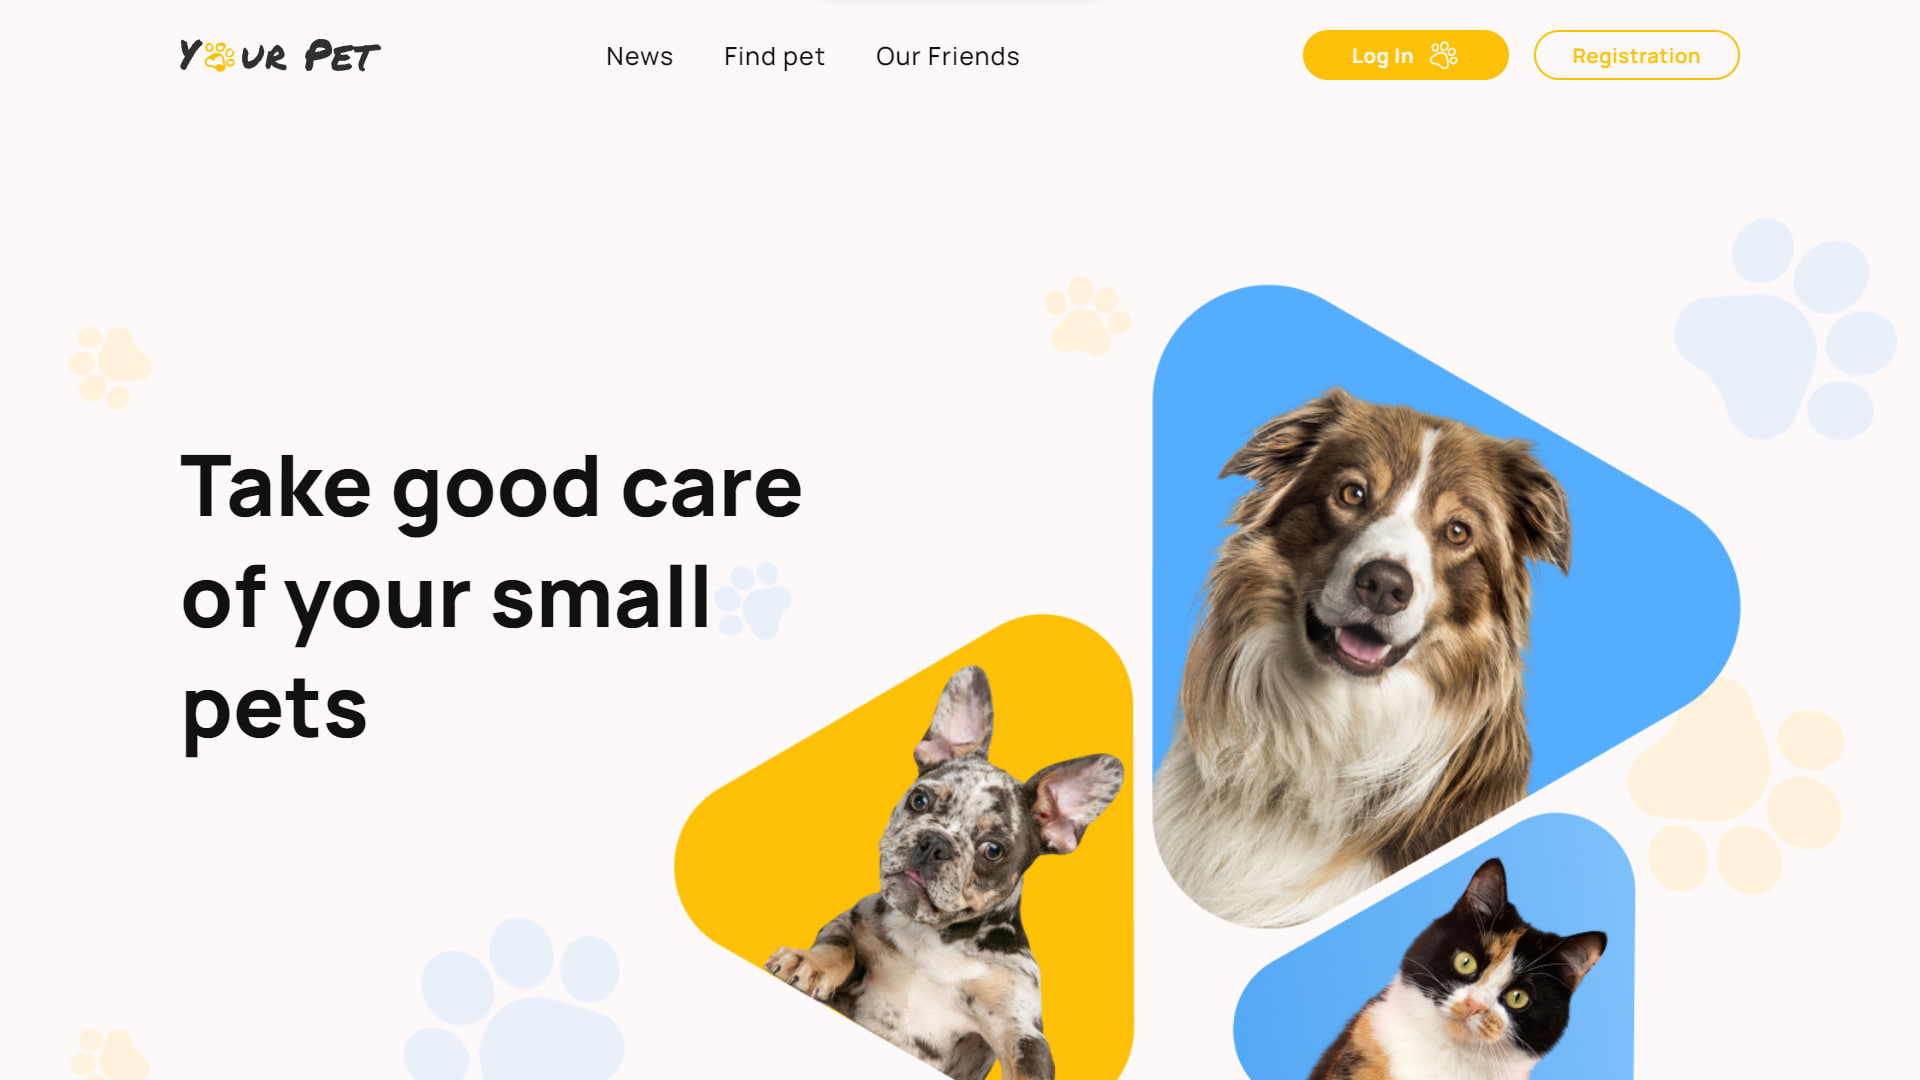 Your Pet
News
Find pet
Our Friends
Log In
Registration
Take good care
of your small
pets